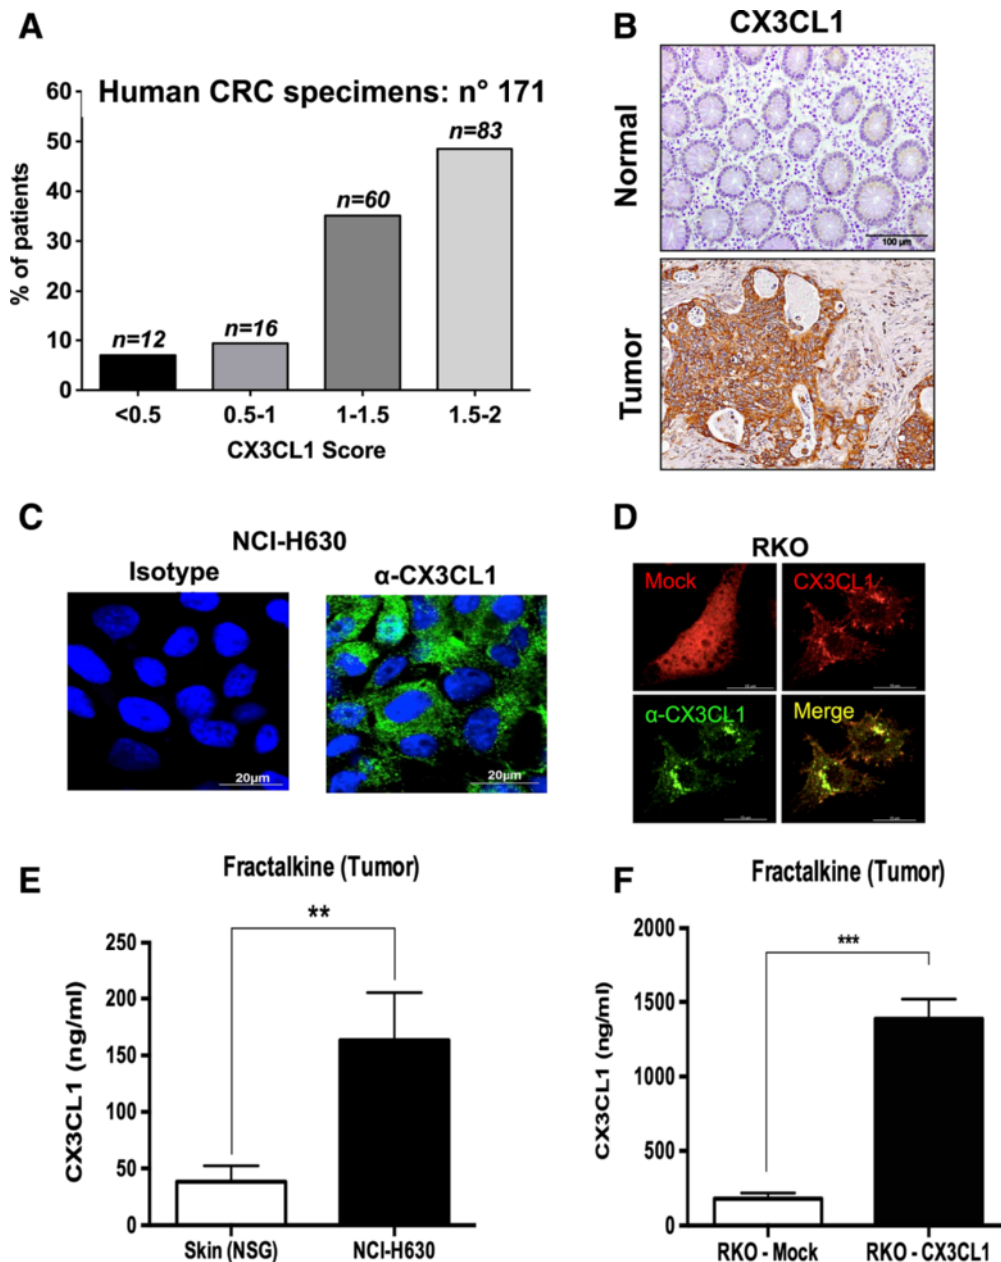 A
Human CRC specimens: n° 171
% of patients
60
50
40
30
20
10
0
n=12
n=16
n=60
n=83
<0.5
0.5-1
1-1.5
1.5-2
CX3CL1 Score
B
CX3CL1
Normal
100 µm
Tumor
C
NCI-H630
Isotype
α-CX3CL1
20µm
20µm
D
RKO
Mock
CX3CL1
α-CX3CL1
Merge
E
Fractalkine (Tumor)
**
CX3CL1 (ng/ml)
250
200
150
100
50
0
Skin (NSG)
NCI-H630
F
Fractalkine (Tumor)
***
CX3CL1 (ng/ml)
2000
1500
1000
500
0
RKO - Mock
RKO - CX3CL1